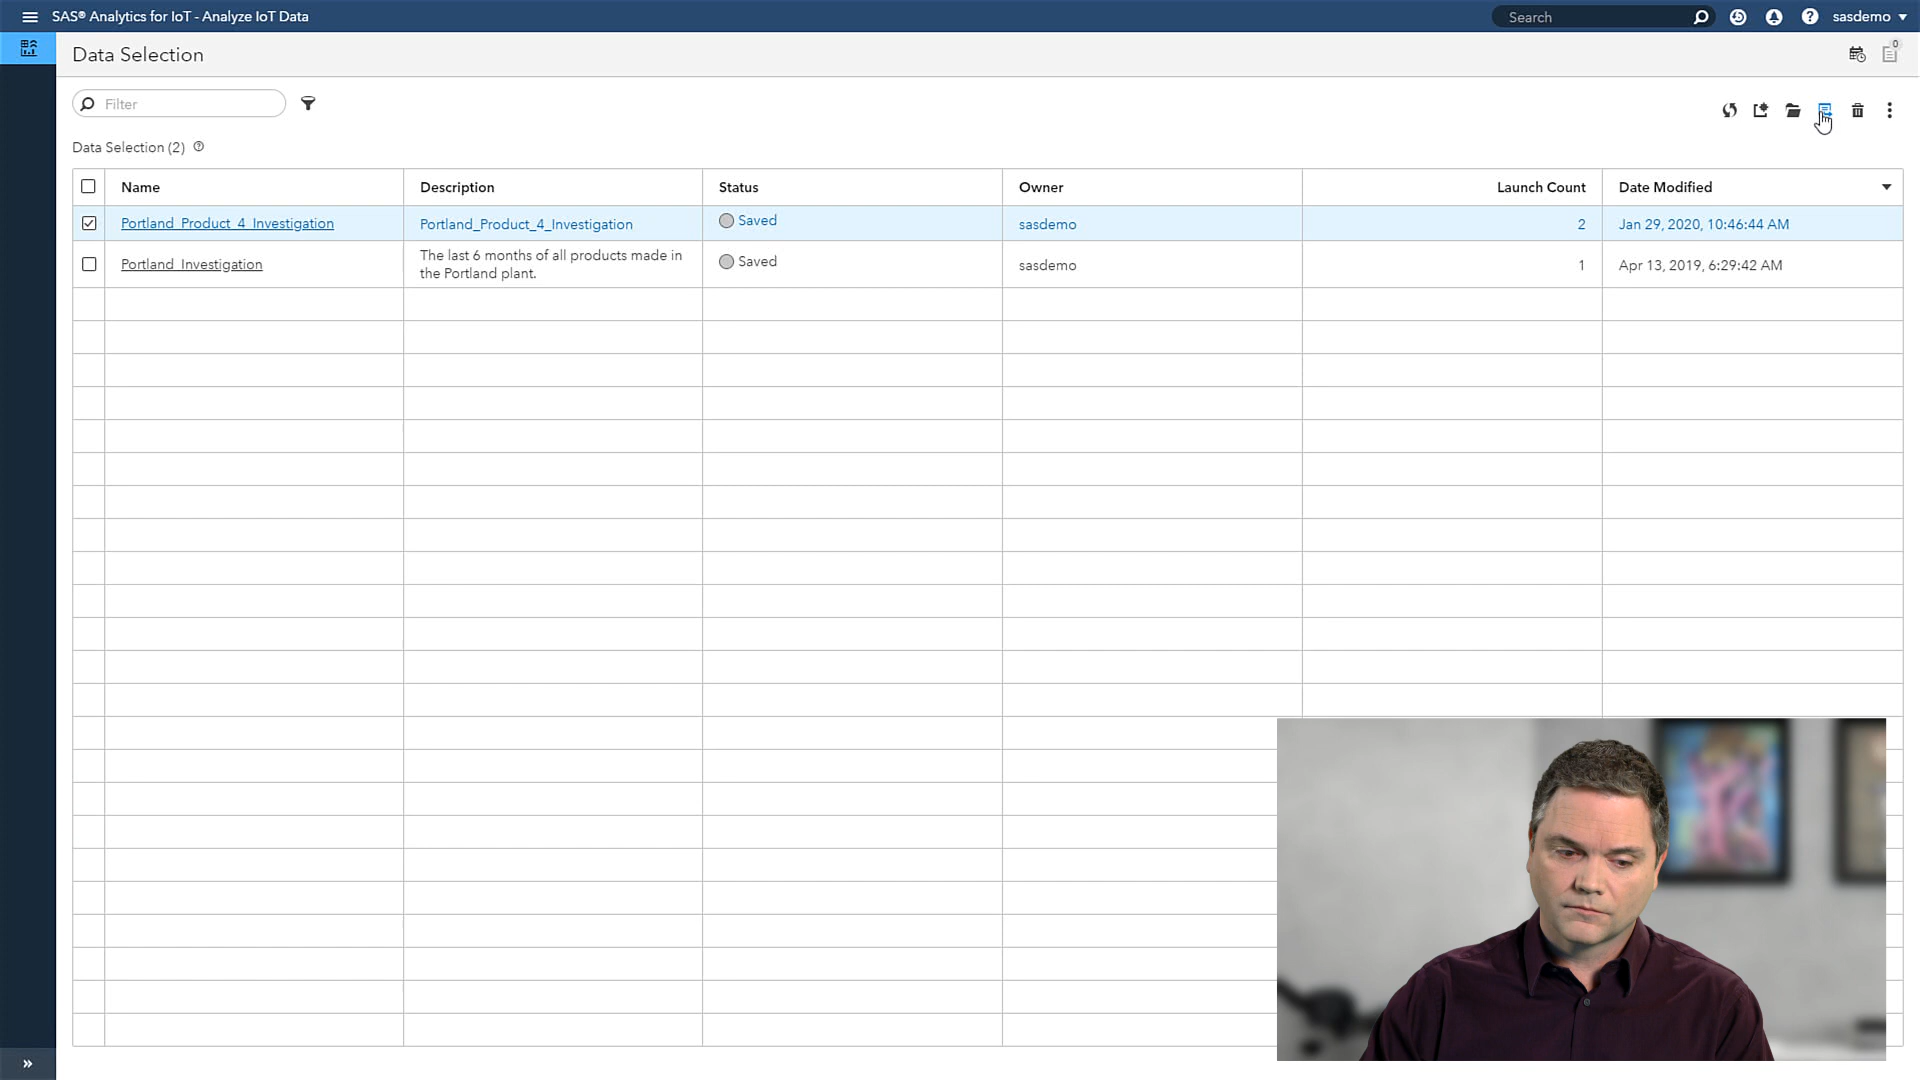 SAS® Analytics for IoT - Analyze IoT Data
Search
sasdemo
Data Selection
0
Filter
Data Selection (2)
Name
Description
Status
Owner
Launch Count
Date Modified
Portland_Product_4_Investigation
Portland_Product_4_Investigation
Saved
sasdemo
2
Jan 29, 2020, 10:46:44 AM
Portland_Investigation
The last 6 months of all products made in
the Portland plant.
Saved
sasdemo
1
Apr 13, 2019, 6:29:42 AM